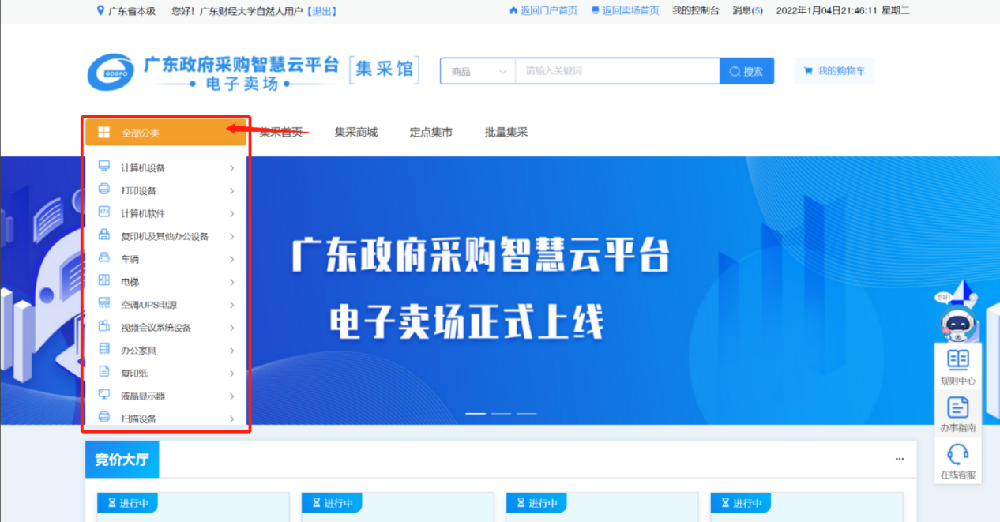 广东省本级 您好！广东财经大学自然人用户【退出】 返回门户首页 返回卖场首页 我的控制台 消息(5) 2022年1月04日21:46:11 星期二
GDGPO 广东政府采购智慧云平台
电子卖场
集采馆
商品 请输入关键词 搜索 我的购物车
全部分类 集采首页 集采商城 定点集市 批量集采
计算机设备
打印设备
计算机软件
复印机及其他办公设备
车辆
电梯
空调/UPS电源
视频会议系统设备
办公家具
复印纸
液晶显示器
扫描设备
广东政府采购智慧云平台
电子卖场正式上线
你好!
规则中心
办事指南
在线客服
竞价大厅 ...
进行中 进行中 进行中 进行中